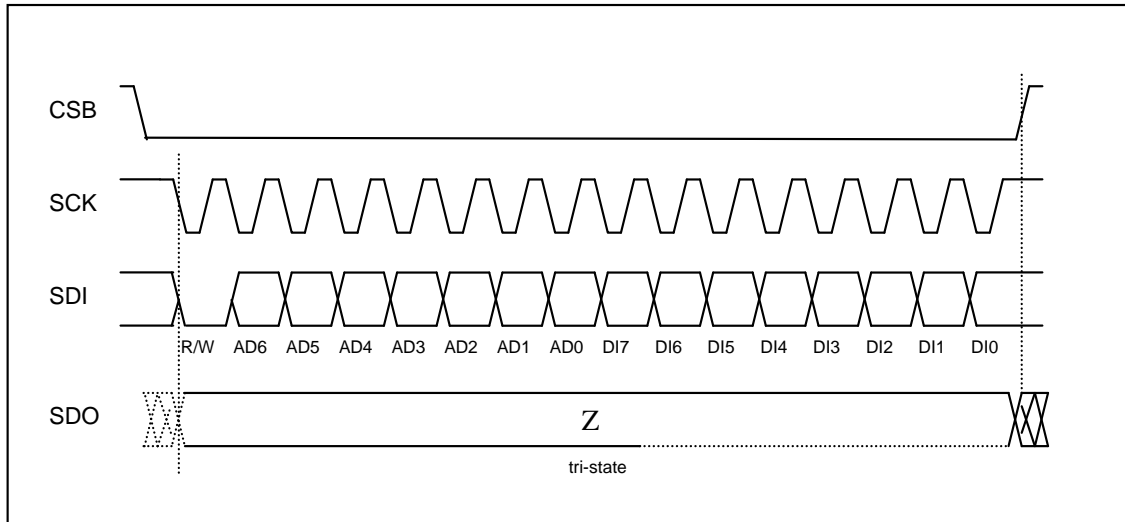 CSB
SCK
SDI
R/W AD6 AD5 AD4 AD3 AD2 AD1 AD0 DI7 DI6 DI5 DI4 DI3 DI2 DI1 DI0
SDO
Z
tri-state